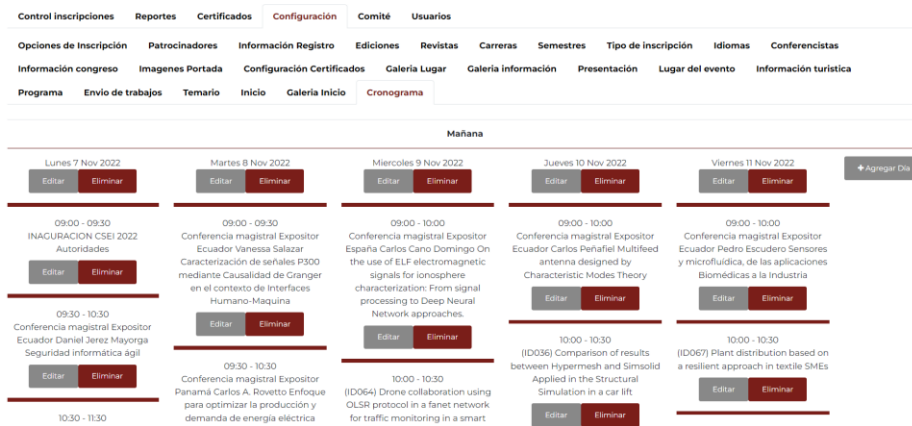 Control inscripciones Reportes Certificados Configuración Comité Usuarios
Opciones de Inscripción Patrocinadores Información Registro Ediciones Revistas Carreras Semestres Tipo de inscripción Idiomas Conferencistas
Información congreso Imagenes Portada Configuración Certificados Galeria Lugar Galeria información Presentación Lugar del evento Información turistica
Programa Envio de trabajos Temario Inicio Galeria Inicio Cronograma
Mañana
Lunes 7 Nov 2022
Editar Eliminar
09:00 - 09:30
INAGURACION CSEI 2022
Autoridades
Editar Eliminar
09:30 - 10:30
Conferencia magistral Expositor
Ecuador Daniel Jerez Mayorga
Seguridad informática ágil
Editar Eliminar
10:30 - 11:30
Martes 8 Nov 2022
Editar Eliminar
09:00 - 09:30
Conferencia magistral Expositor
Ecuador Vanessa Salazar
Caracterización de señales P300
mediante Causalidad de Granger
en el contexto de Interfaces
Humano-Maquina
Editar Eliminar
09:30 - 10:30
Conferencia magistral Expositor
Panamá Carlos A. Rovetto Enfoque
para optimizar la producción y
demanda de energía eléctrica
Miercoles 9 Nov 2022
Editar Eliminar
09:00 - 10:00
Conferencia magistral Expositor
España Carlos Cano Domingo On
the use of ELF electromagnetic
signals for ionosphere
characterization: From signal
processing to Deep Neural
Network approaches.
Editar Eliminar
10:00 - 10:30
(ID064) Drone collaboration using
OLSR protocol in a fanet network
for traffic monitoring in a smart
Jueves 10 Nov 2022
Editar Eliminar
09:00 - 10:00
Conferencia magistral Expositor
Ecuador Carlos Peñafiel Multifeed
antenna designed by
Characteristic Modes Theory
Editar Eliminar
10:00 - 10:30
(ID036) Comparison of results
between Hypermesh and Simsolid
Applied in the Structural
Simulation in a car lift
Editar Eliminar
Viernes 11 Nov 2022
Editar Eliminar
09:00 - 10:00
Conferencia magistral Expositor
Ecuador Pedro Escudero Sensores
y microfluídica, de las aplicaciones
Biomédicas a la Industria
Editar Eliminar
10:00 - 10:30
(ID067) Plant distribution based on
a resilient approach in textile SMEs
Editar Eliminar
+Agregar Día